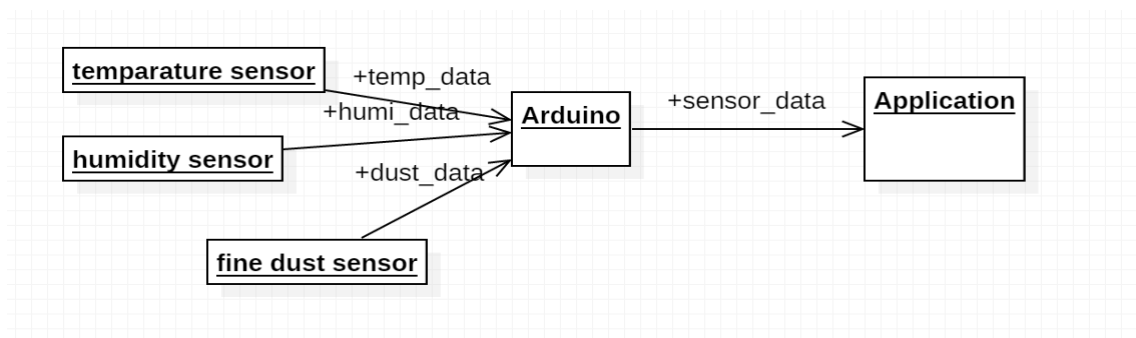 temparature sensor
+temp_data
+humi_data
Arduino
+sensor_data
Application
humidity sensor
+dust_data
fine dust sensor